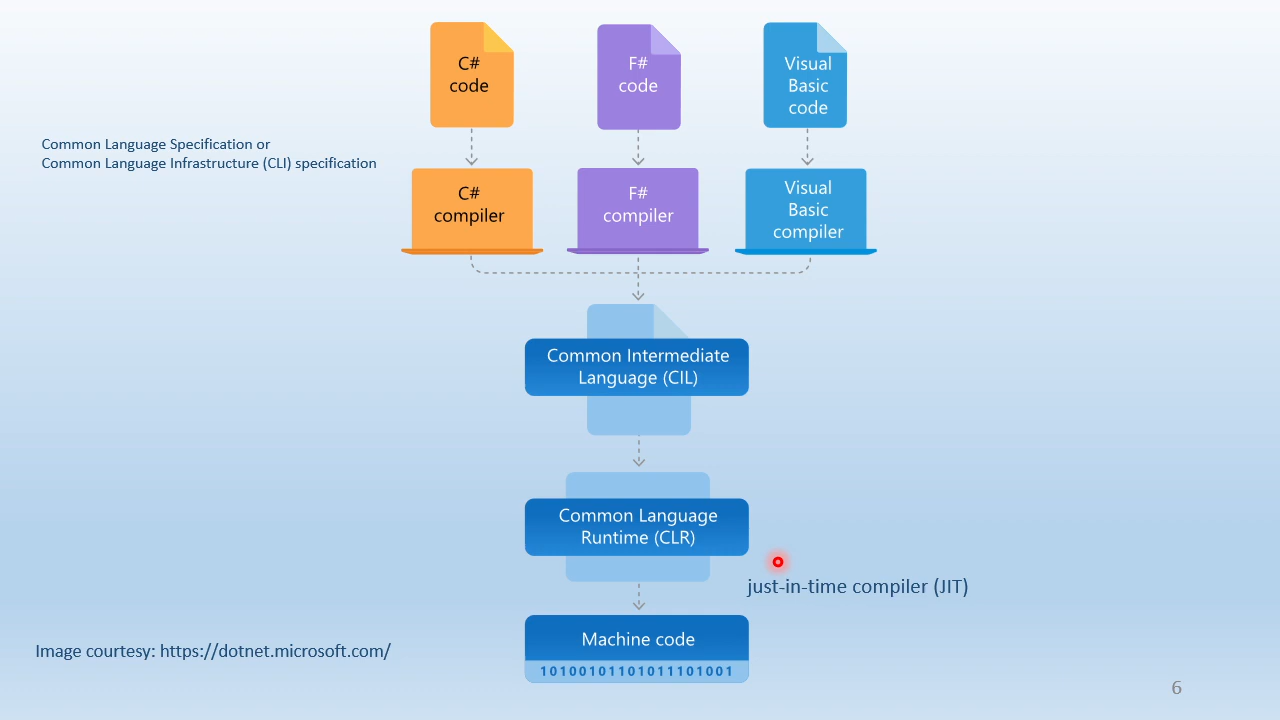 C#
code
F#
code
Visual
Basic
code
Common Language Specification or
Common Language Infrastructure (CLI) specification
C#
compiler
F#
compiler
Visual
Basic
compiler
Common Intermediate
Language (CIL)
Common Language
Runtime (CLR)
just-in-time compiler (JIT)
Machine code
10100101101011101001
Image courtesy: https://dotnet.microsoft.com/
6